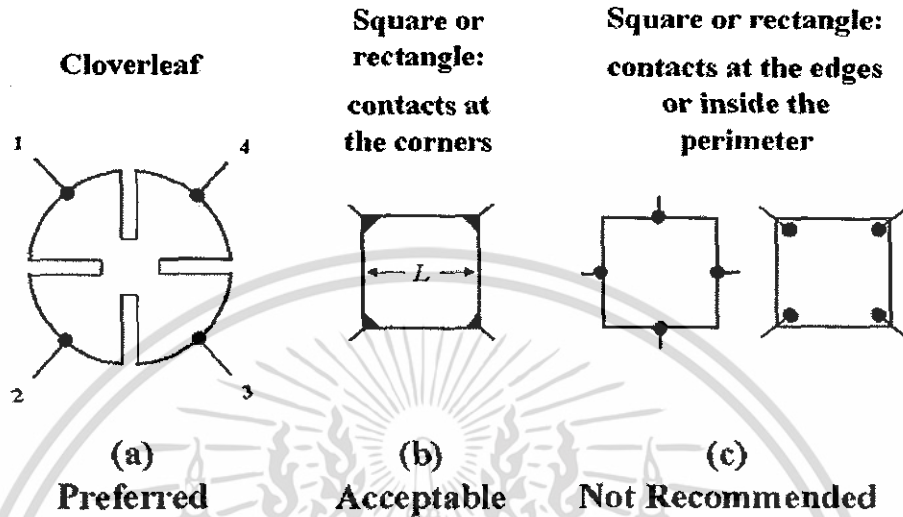 Cloverleaf
1
4
2
3
(a)
Preferred
Square or
rectangle:
contacts at
the corners
L
(b)
Acceptable
Square or rectangle:
contacts at the edges
or inside the
perimeter
(c)
Not Recommended